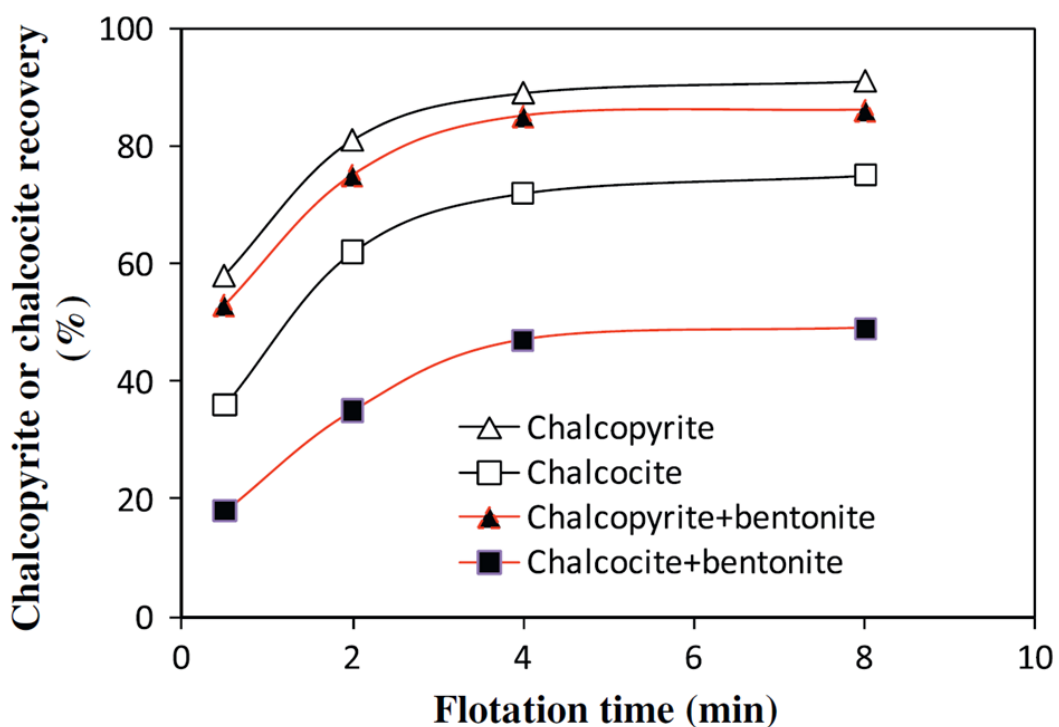 Chalcopyrite or chalcocite recovery
(%)
100
80
60
40
20
0
0 2 4 6 8 10
Chalcopyrite
Chalcocite
Chalcopyrite+bentonite
Chalcocite+bentonite
Flotation time (min)